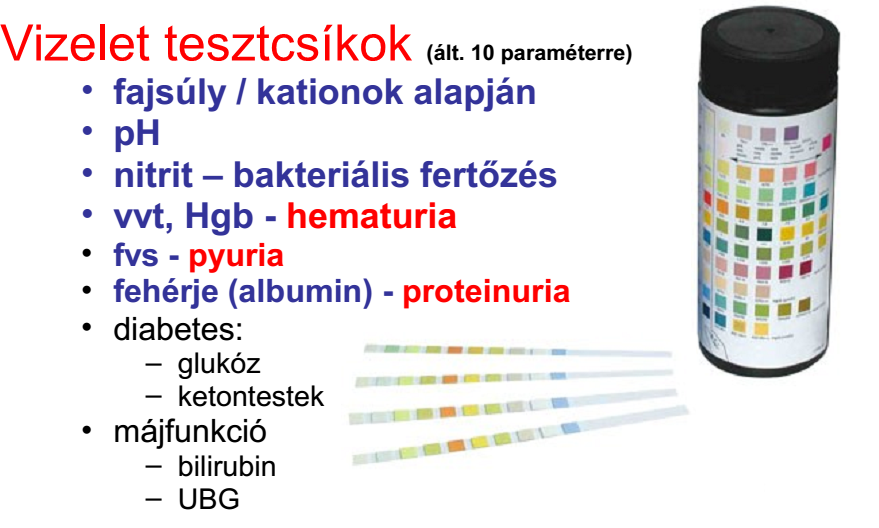 Vizelet tesztcsíkok (ált. 10 paraméterre)
• fajsúly / kationok alapján
• pH
• nitrit – bakteriális fertőzés
• vvt, Hgb - hematuria
• fvs - pyuria
• fehérje (albumin) - proteinuria
• diabetes:
– glukóz
– ketontestek
• májfunkció
– bilirubin
– UBG